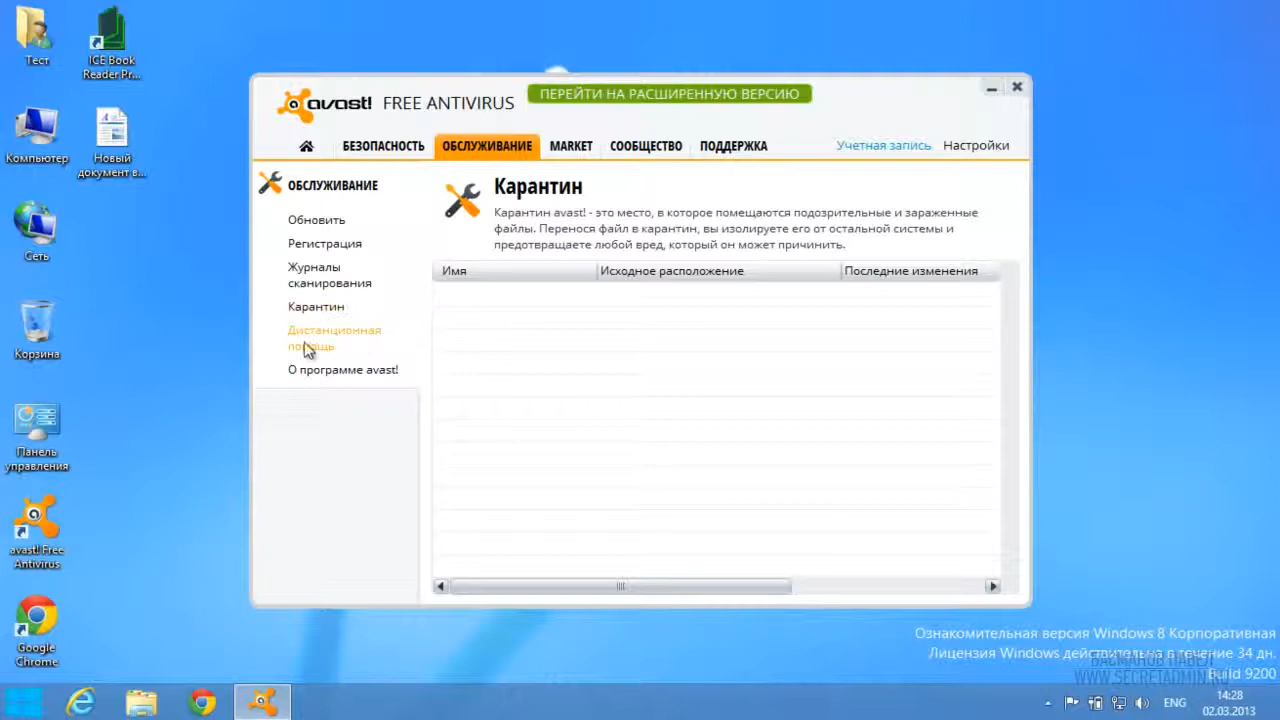 Тест
ICE Book
Reader Pr...
Компьютер
Новый
документ в...
Сеть
Корзина
Панель
управления
avast! Free
Antivirus
Google
Chrome
avast! FREE ANTIVIRUS
ПЕРЕЙТИ НА РАСШИРЕННУЮ ВЕРСИЮ
БЕЗОПАСНОСТЬ
ОБСЛУЖИВАНИЕ
MARKET
СООБЩЕСТВО
ПОДДЕРЖКА
Учетная запись
Настройки
ОБСЛУЖИВАНИЕ
Обновить
Регистрация
Журналы
сканирования
Карантин
Дистанционная
помощь
О программе avast!
Карантин
Карантин avast! - это место, в которое помещаются подозрительные и зараженные
файлы. Перенося файл в карантин, вы изолируете его от остальной системы и
предотвращаете любой вред, который он может причинить.
Имя
Исходное расположение
Последние изменения
Ознакомительная версия Windows 8 Корпоративная
Лицензия Windows действительна в течение 34 дн.
Build 9200
ВАСМАНОВ ПАВЕЛ
WWW.SECRETADMIN.RU
ENG
14:28
02.03.2013